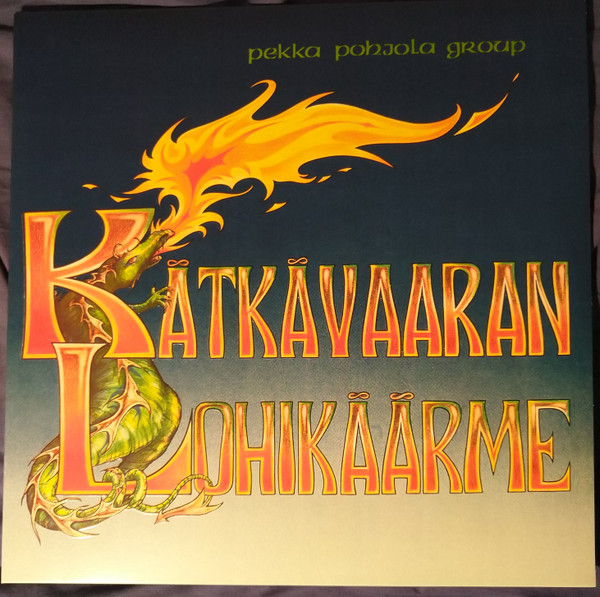 pekka pohjola group
KÄTKÄVAARAN
LOHIKÄÄRME